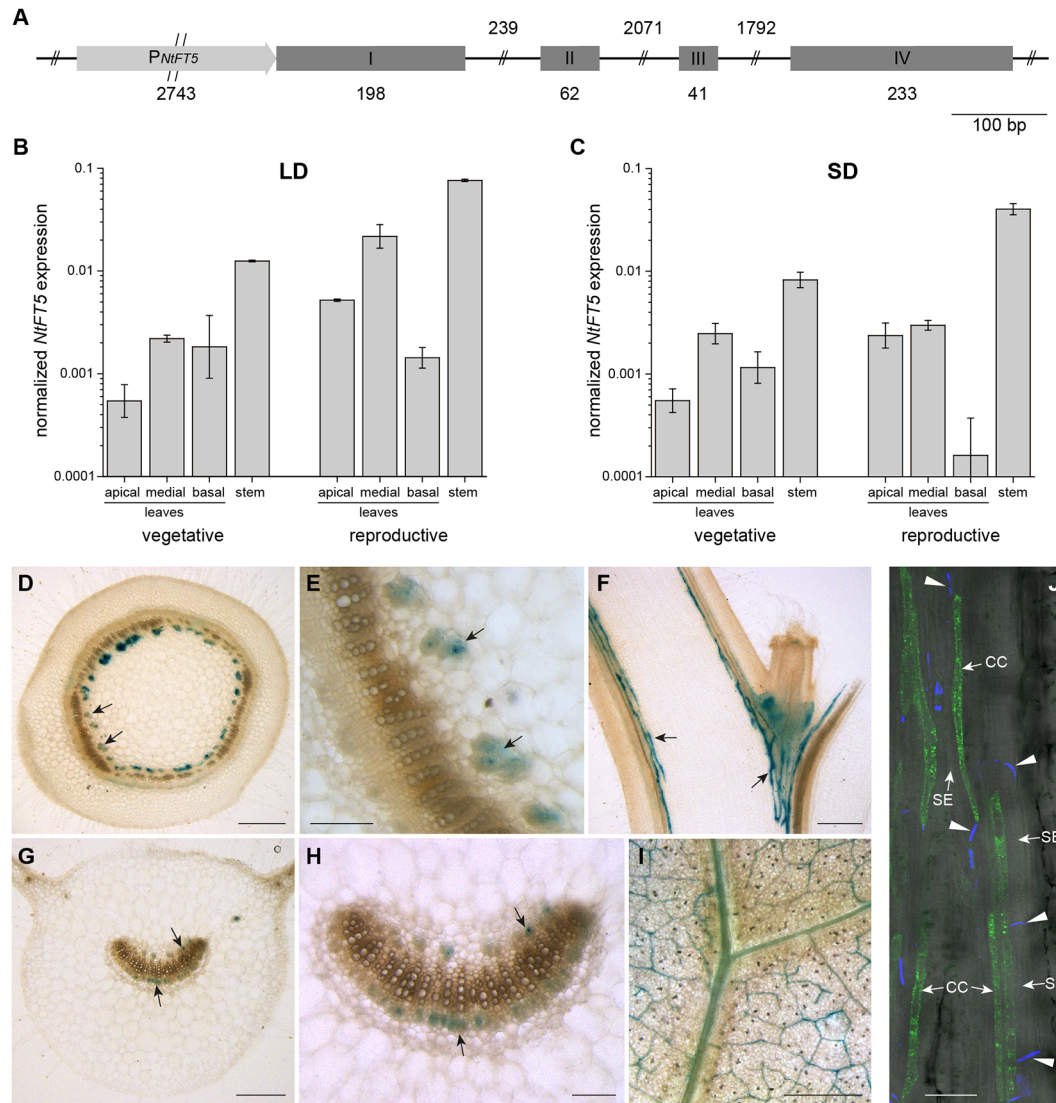 A
239 2071 1792
PNtFT5 I II III IV
2743 198 62 41 233
100 bp
B
LD
normalized NtFT5 expression
0.1
0.01
0.001
0.0001
apical medial basal stem apical medial basal stem
leaves leaves
vegetative reproductive
C
SD
normalized NtFT5 expression
0.1
0.01
0.001
0.0001
apical medial basal stem apical medial basal stem
leaves leaves
vegetative reproductive
D
E
F
G
H
I
CC
SE
SE
CC
S